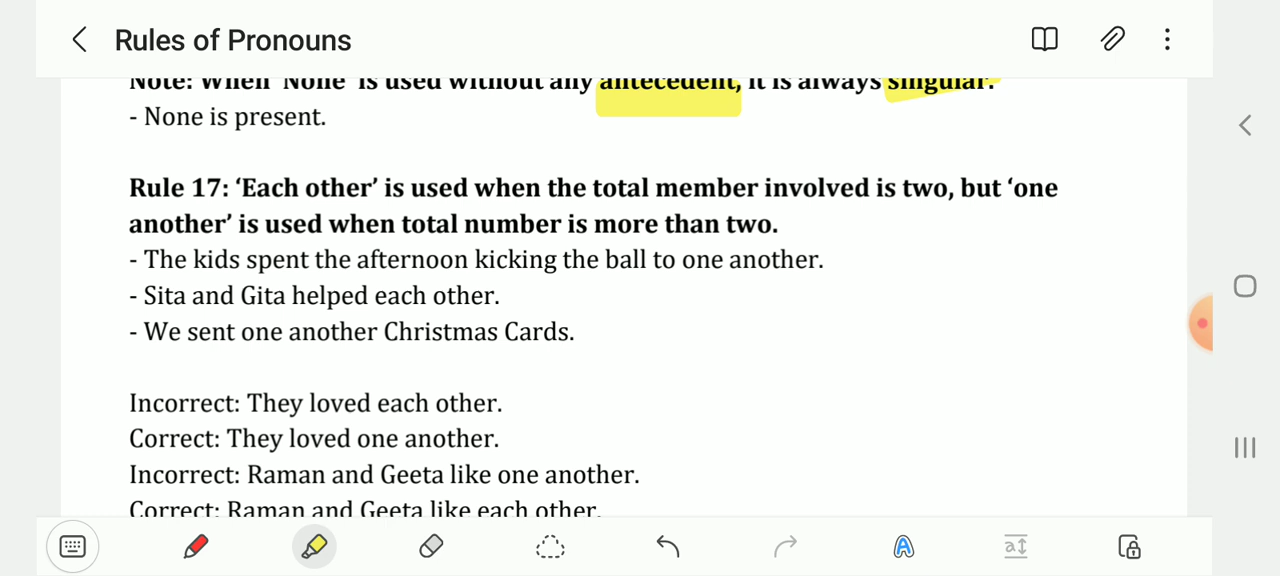 Rules of Pronouns
Note: When 'None' is used without any antecedent, it is always singular.
- None is present.
Rule 17: ‘Each other’ is used when the total member involved is two, but ‘one
another’ is used when total number is more than two.
- The kids spent the afternoon kicking the ball to one another.
- Sita and Gita helped each other.
- We sent one another Christmas Cards.
Incorrect: They loved each other.
Correct: They loved one another.
Incorrect: Raman and Geeta like one another.
Correct: Raman and Geeta like each other.